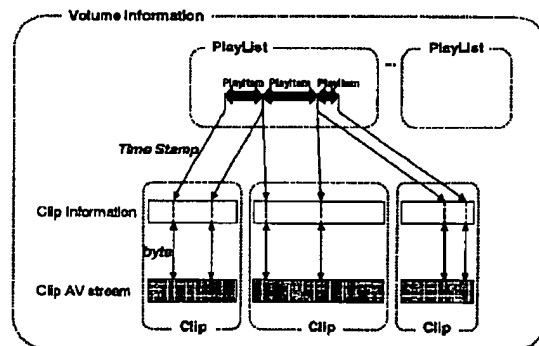 Volume Information
PlayList
...
PlayList
PlayItem PlayItem PlayItem
Time Stamp
Clip Information
byte
Clip AV stream
Clip
Clip
Clip